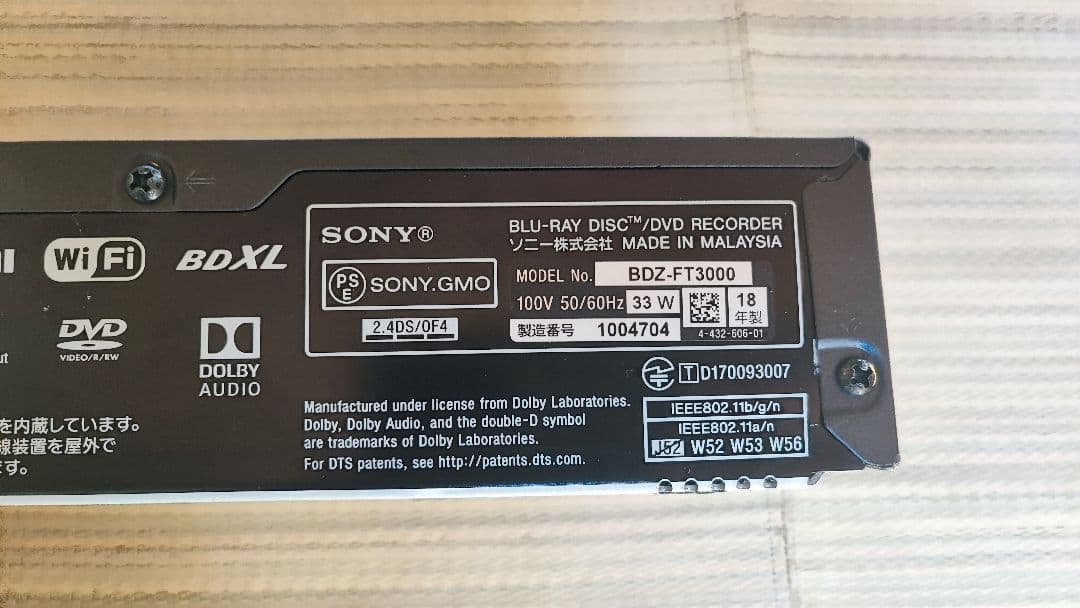 SONY®
BLU-RAY DISC™/DVD RECORDER
ソニー株式会社 MADE IN MALAYSIA
PS
E
SONY.GMO
MODEL No. BDZ-FT3000
100V 50/60Hz 33 W
18
年製
2.4DS/OF4
製造番号 1004704
4-432-606-01
Wi Fi
BDXL
DVD
VIDEO/R/RW
DOLBY
AUDIO
T D170093007
IEEE802.11b/g/n
IEEE802.11a/n
J52 W52 W53 W56
Manufactured under license from Dolby Laboratories.
Dolby, Dolby Audio, and the double-D symbol
are trademarks of Dolby Laboratories.
For DTS patents, see http://patents.dts.com.
を内蔵しています。
線装置を屋外で
ます。